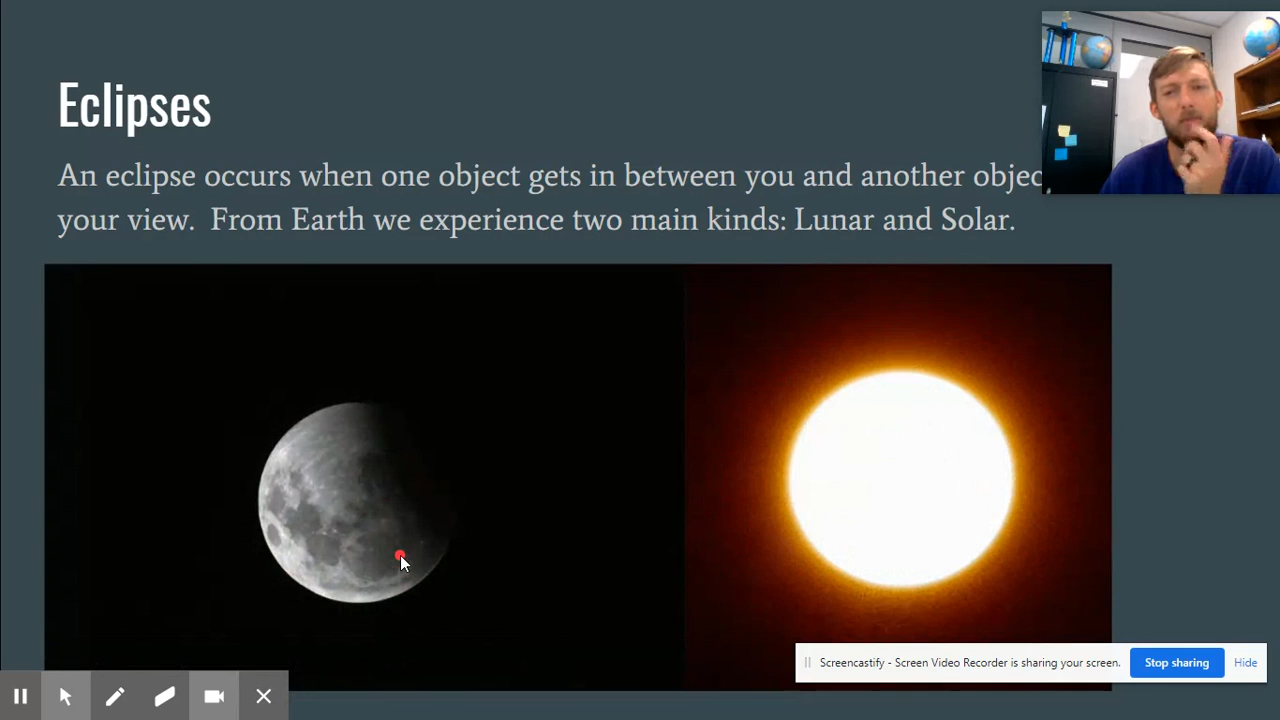 Eclipses
An eclipse occurs when one object gets in between you and another
your view. From Earth we experience two main kinds: Lunar and Solar.
Screencastify - Screen Video Recorder is sharing your screen.
Stop sharing
Hide